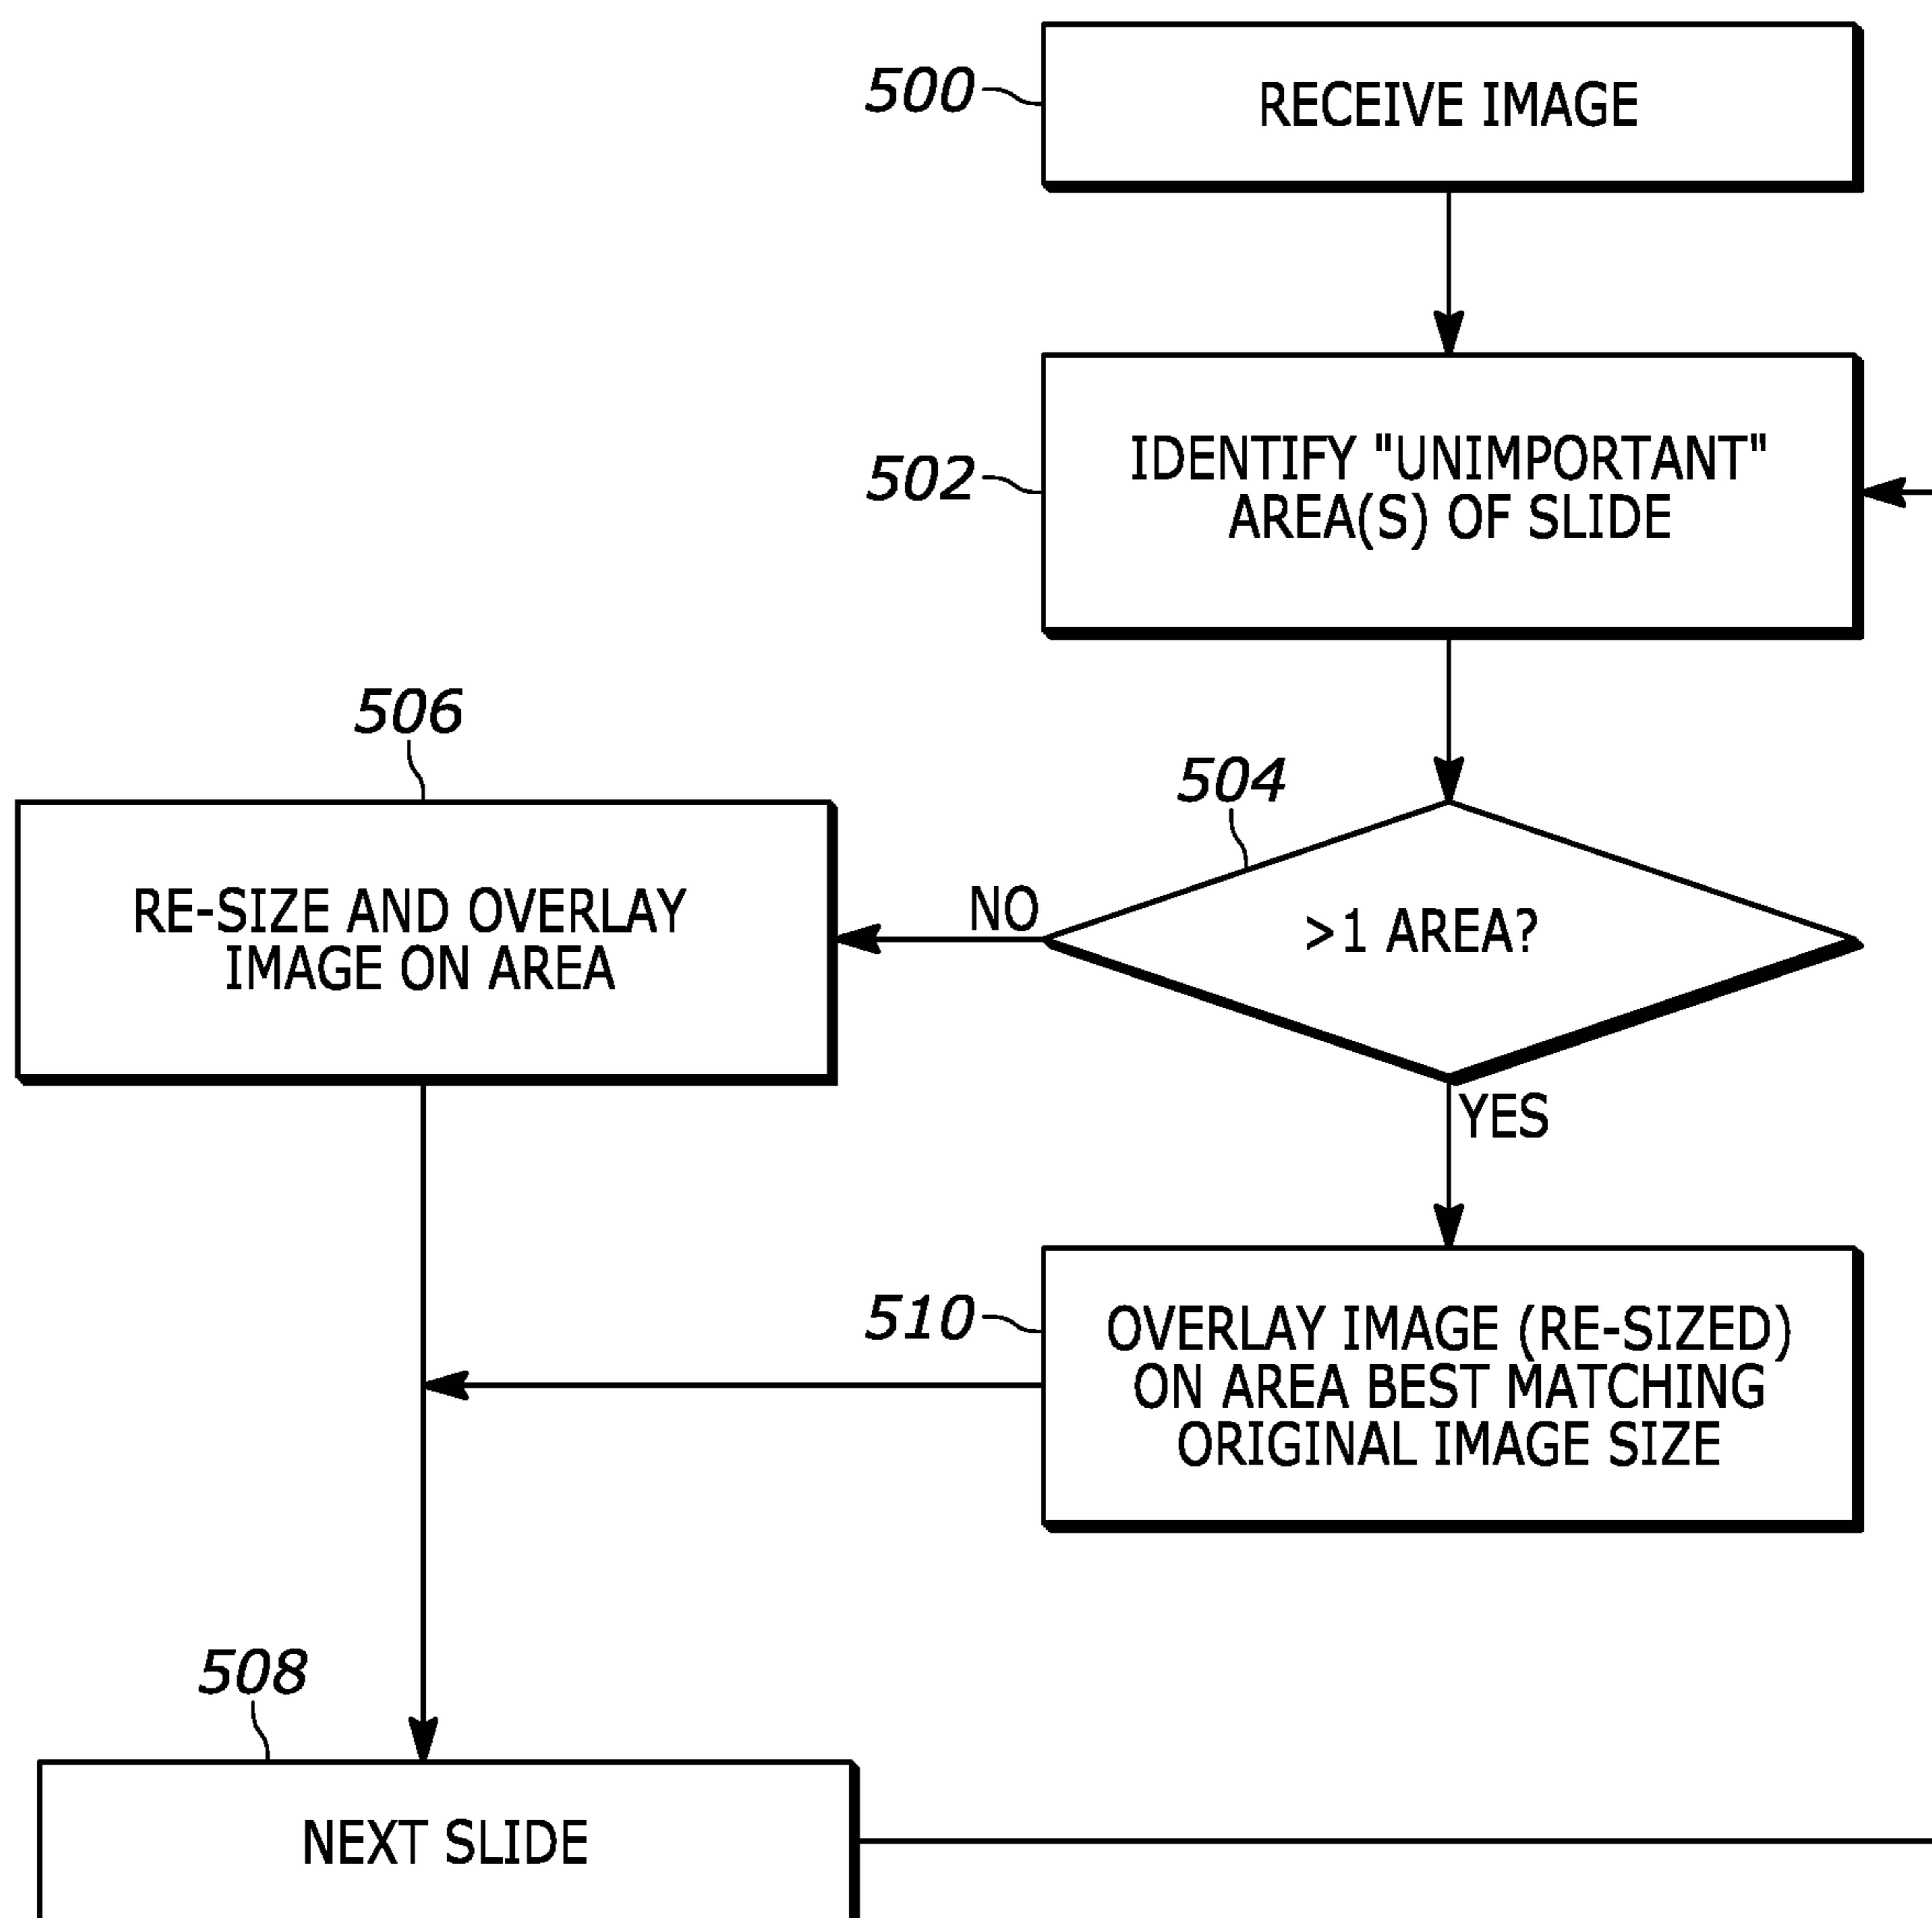 500
RECEIVE IMAGE
502
IDENTIFY "UNIMPORTANT"
AREA(S) OF SLIDE
506
504
RE-SIZE AND OVERLAY
IMAGE ON AREA
NO
>1 AREA?
YES
510
OVERLAY IMAGE (RE-SIZED)
ON AREA BEST MATCHING
ORIGINAL IMAGE SIZE
508
NEXT SLIDE